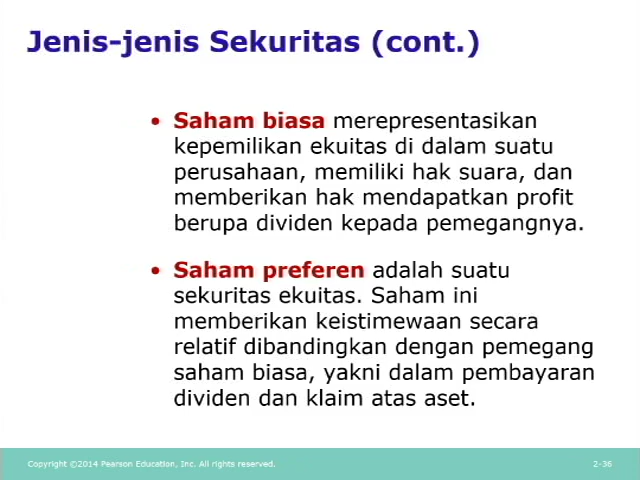 Jenis-jenis Sekuritas (cont.)
• Saham biasa merepresentasikan
kepemilikan ekuitas di dalam suatu
perusahaan, memiliki hak suara, dan
memberikan hak mendapatkan profit
berupa dividen kepada pemegangnya.
• Saham preferen adalah suatu
sekuritas ekuitas. Saham ini
memberikan keistimewaan secara
relatif dibandingkan dengan pemegang
saham biasa, yakni dalam pembayaran
dividen dan klaim atas aset.
Copyright ©2014 Pearson Education, Inc. All rights reserved.
2-36